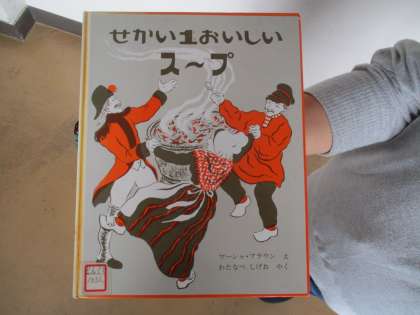 せかい1おいしい
スープ
マーシャ・ブラウン え
わたなべ しげお やく